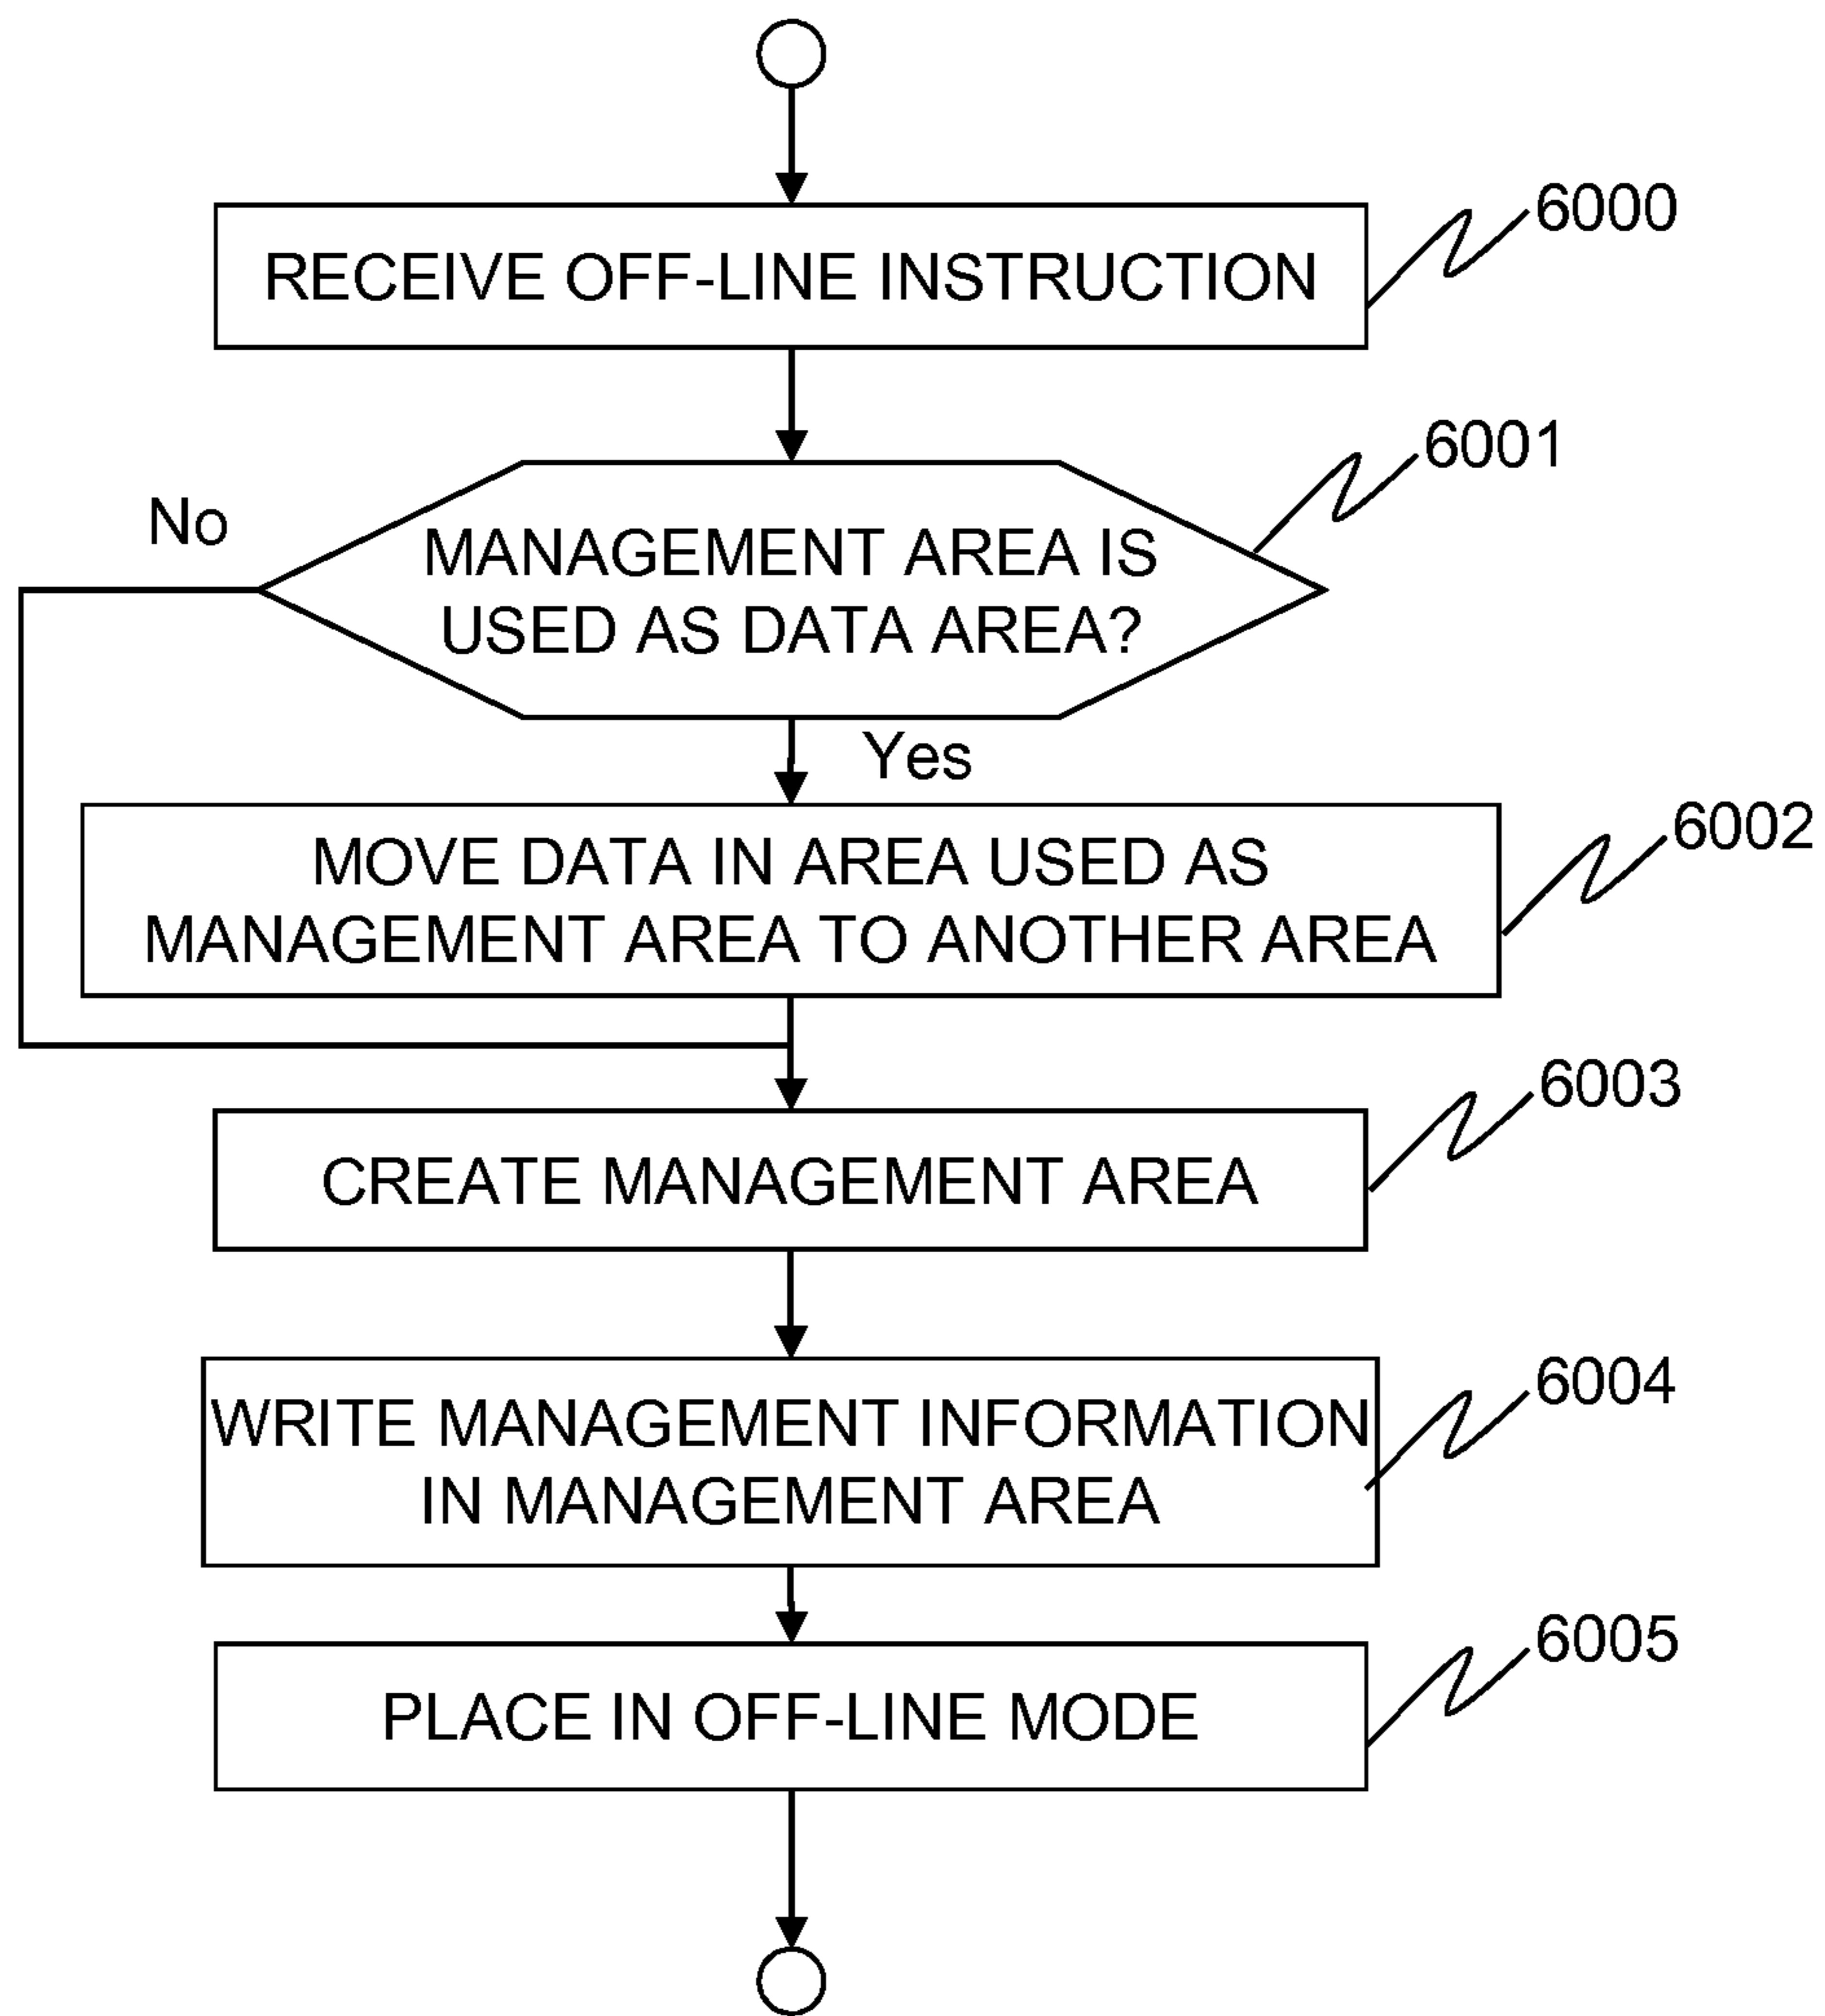 6000
RECEIVE OFF-LINE INSTRUCTION
6001
No
MANAGEMENT AREA IS
USED AS DATA AREA?
Yes
6002
MOVE DATA IN AREA USED AS
MANAGEMENT AREA TO ANOTHER AREA
6003
CREATE MANAGEMENT AREA
6004
WRITE MANAGEMENT INFORMATION
IN MANAGEMENT AREA
6005
PLACE IN OFF-LINE MODE